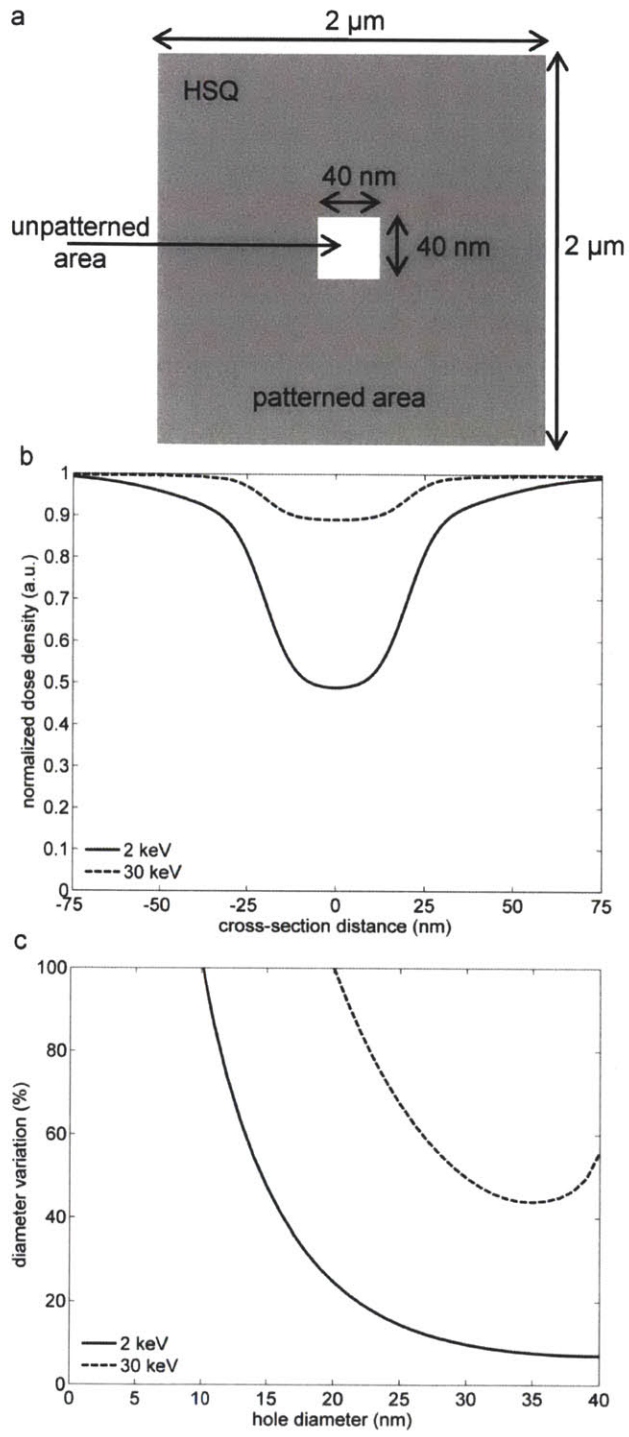 a
2 µm
HSQ
40 nm
unpatterned
area
40 nm
2 µm
patterned area
b
1
0.9
0.8
0.7
0.6
0.5
0.4
0.3
0.2
0.1
0
normalized dose density (a.u.)
2 keV
30 keV
-75 -50 -25 0 25 50 75
cross-section distance (nm)
c
100
80
60
40
20
0
diameter variation (%)
2 keV
30 keV
0 5 10 15 20 25 30 35 40
hole diameter (nm)